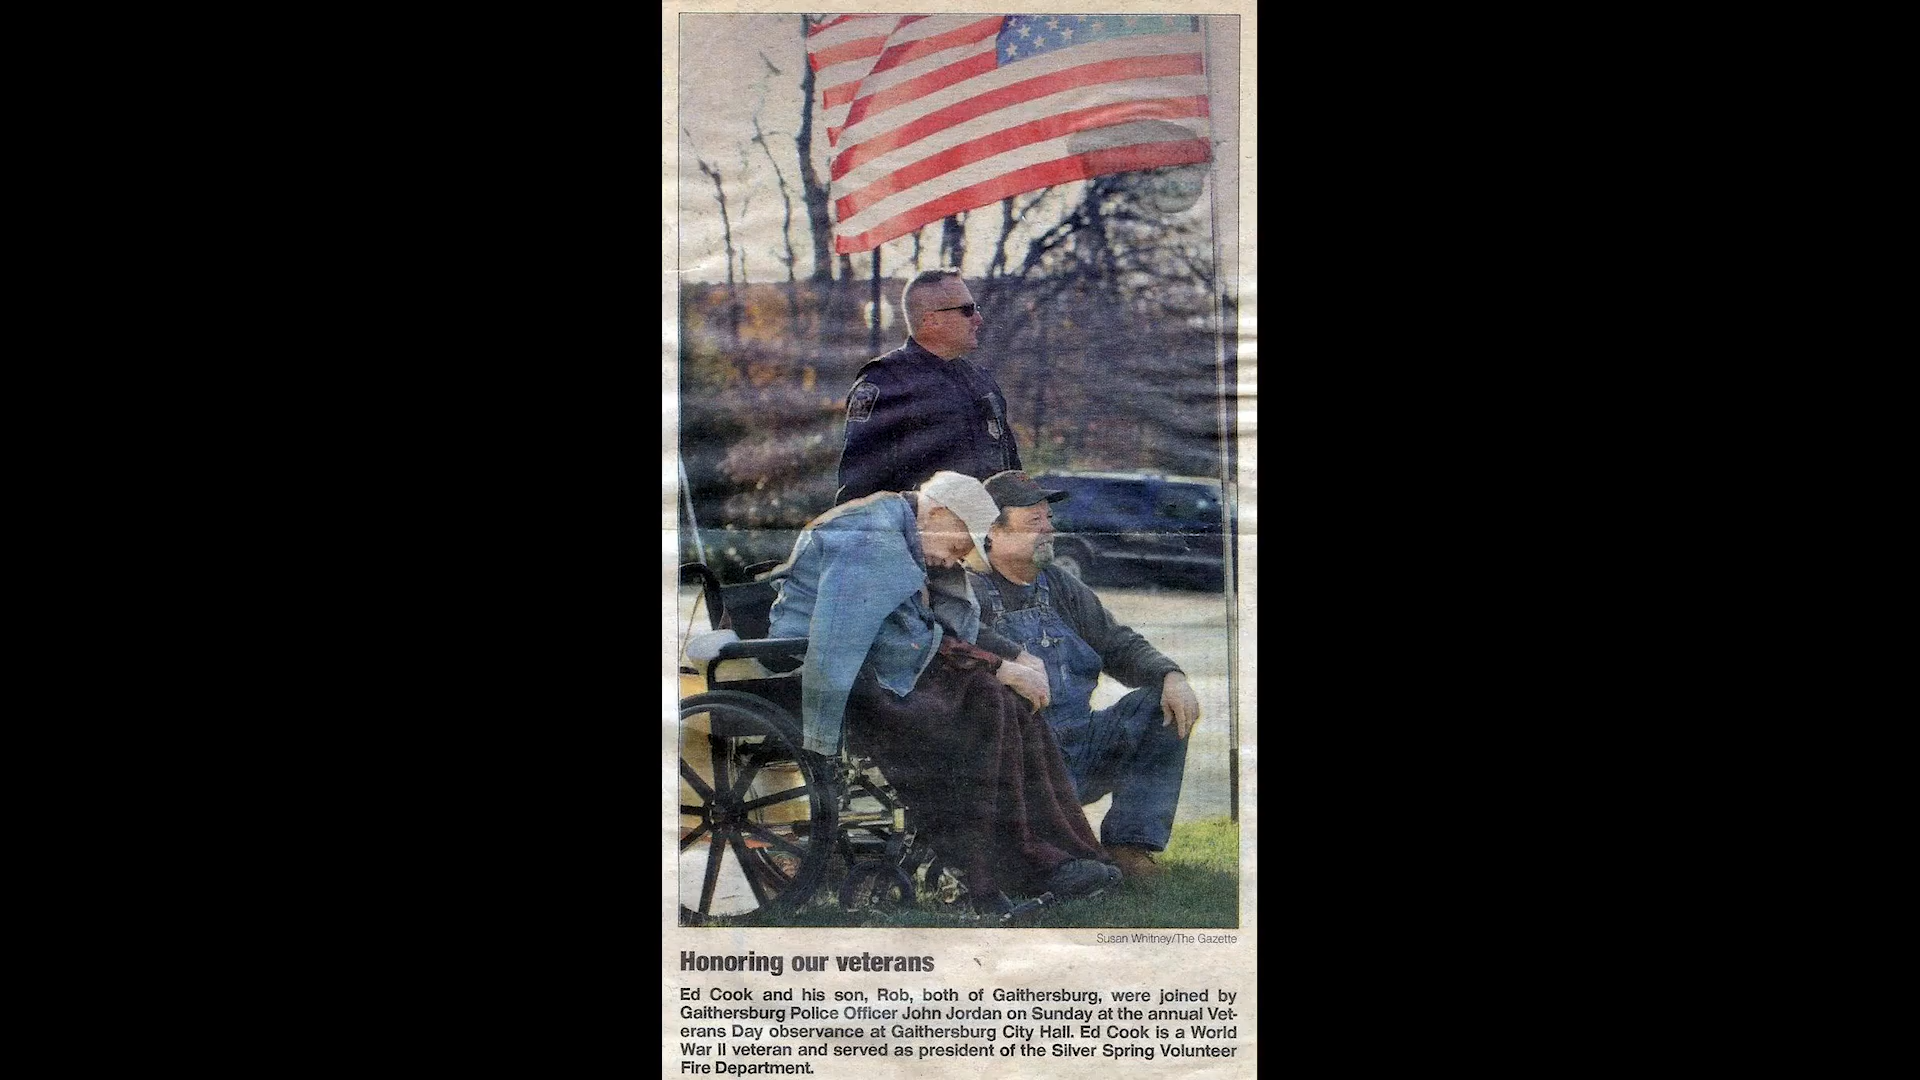 Susan Whitney/The Gazette
Honoring our veterans
Ed Cook and his son, Rob, both of Gaithersburg, were joined by
Gaithersburg Police Officer John Jordan on Sunday at the annual Vet-
erans Day observance at Gaithersburg City Hall. Ed Cook is a World
War II veteran and served as president of the Silver Spring Volunteer
Fire Department.